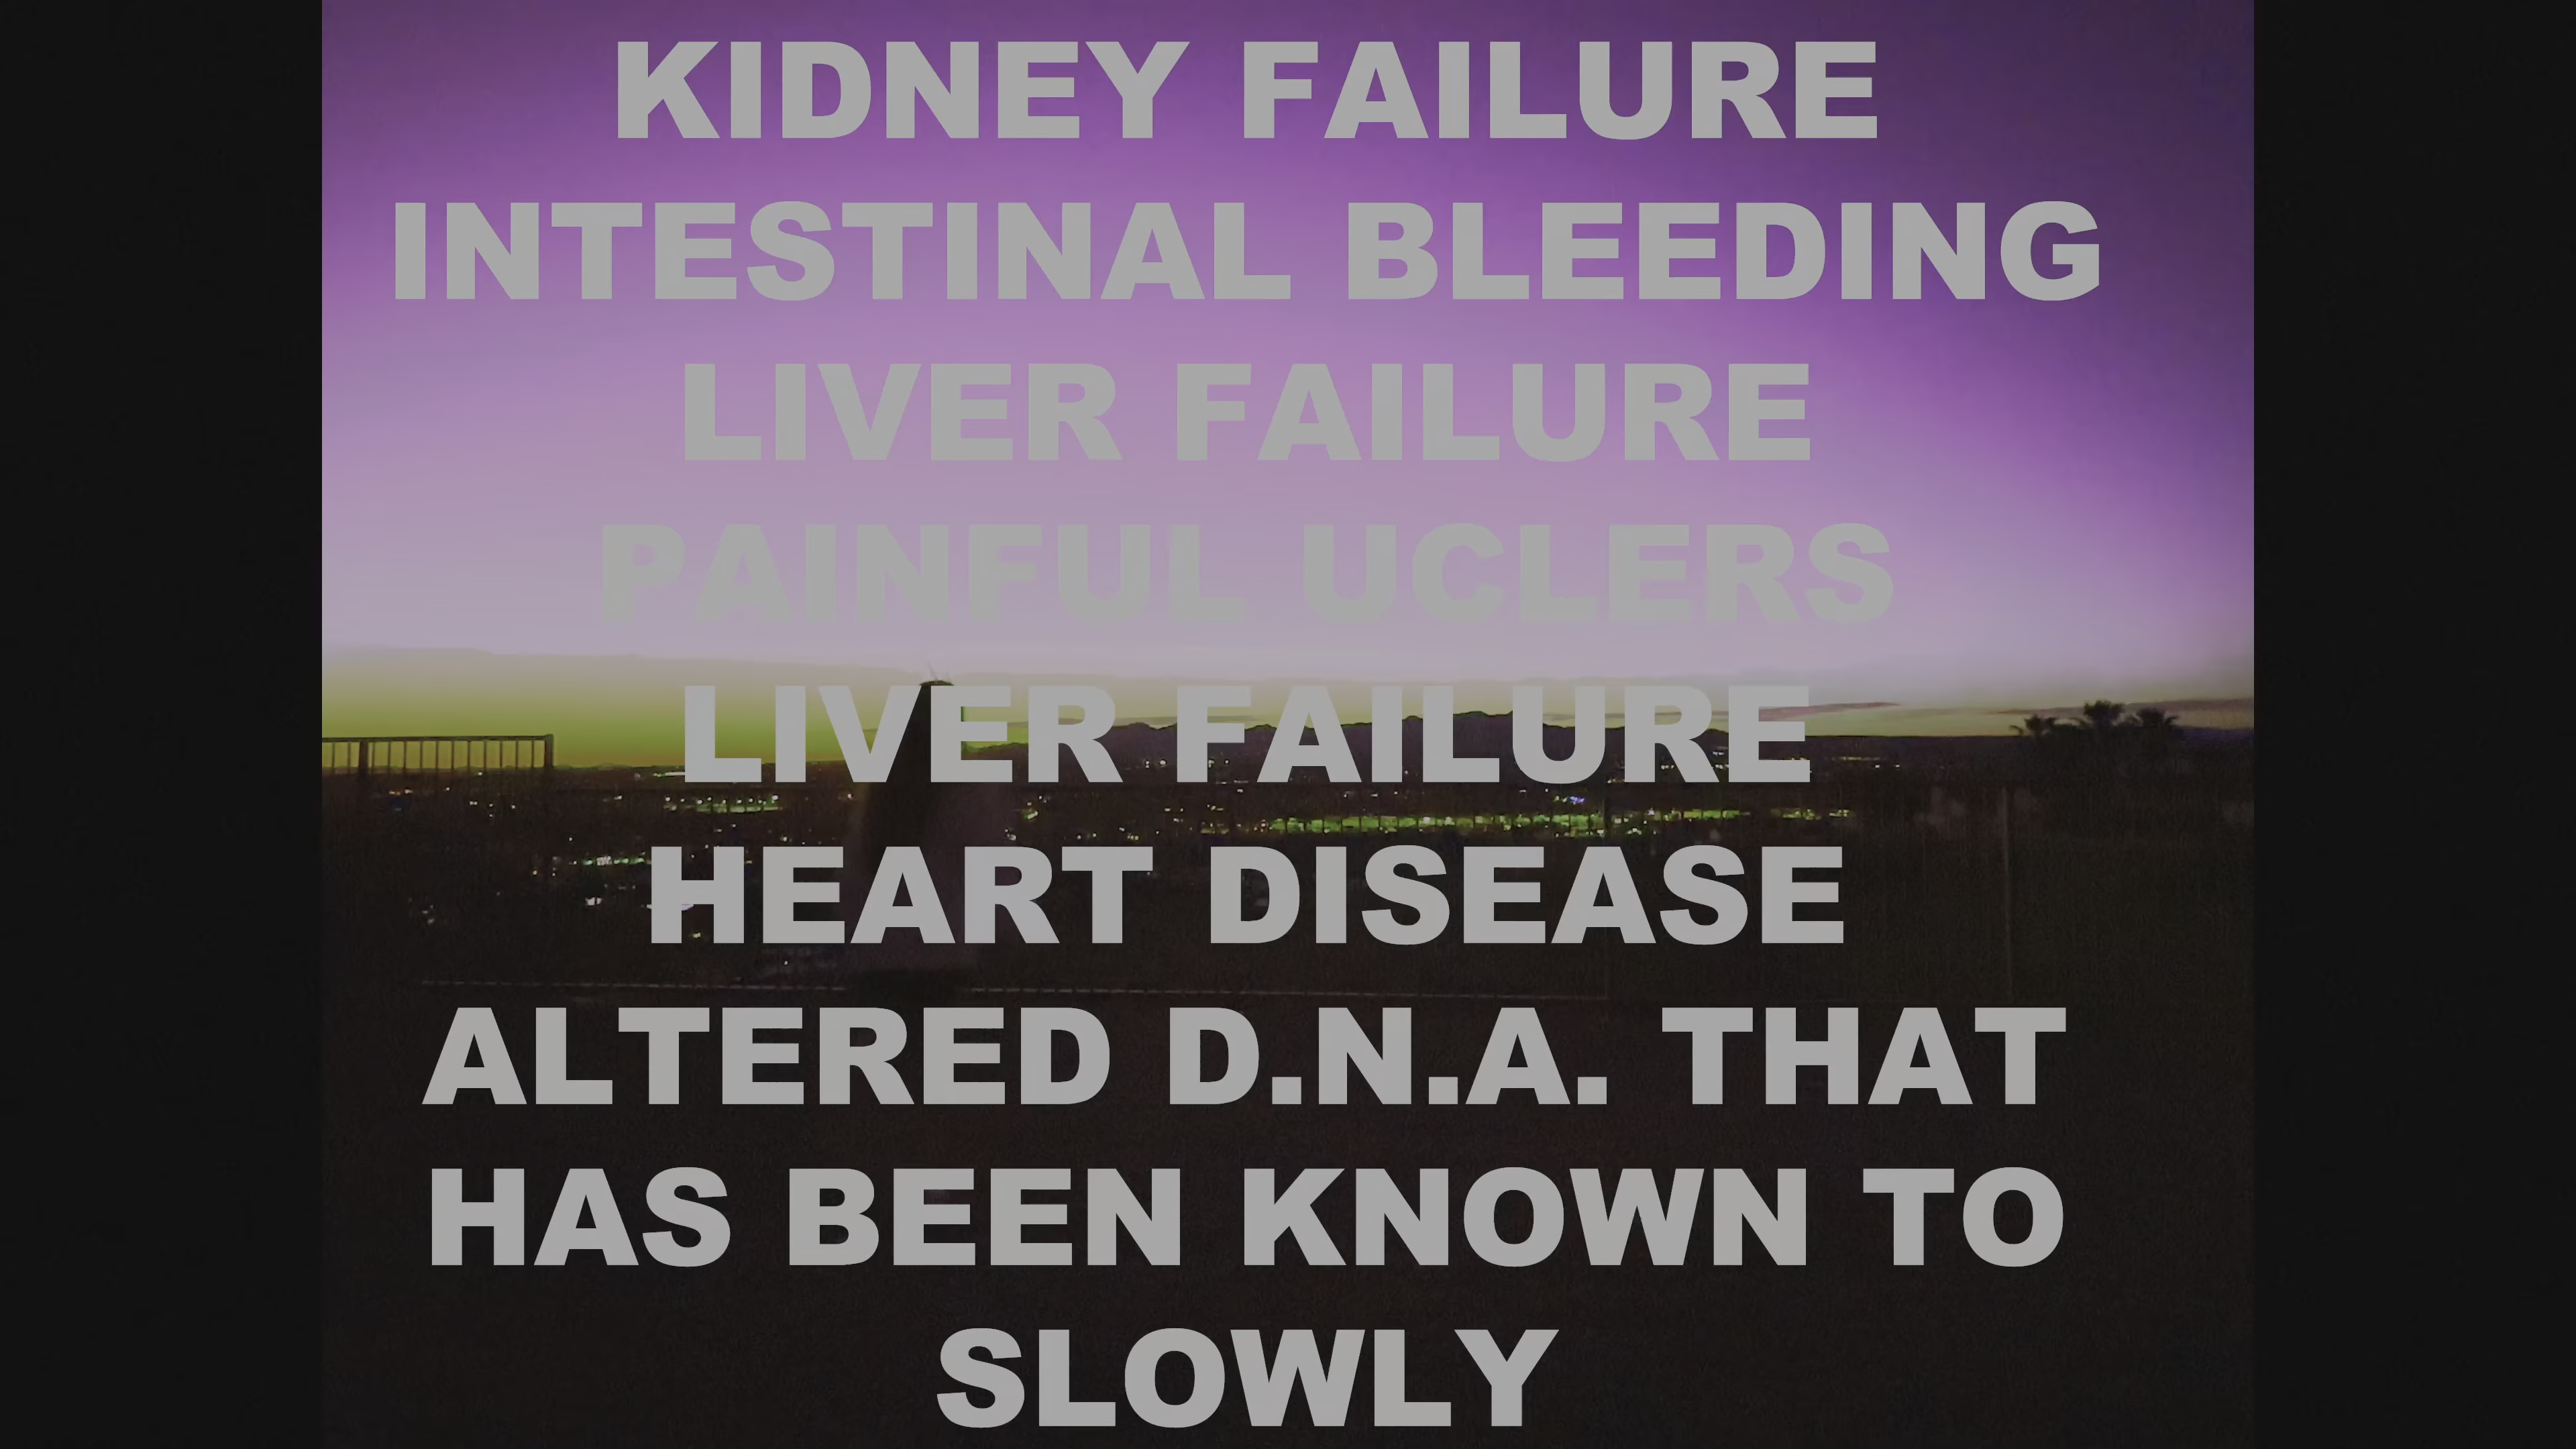 KIDNEY FAILURE
INTESTINAL BLEEDING
LIVER FAILURE
PAINFUL UCLERS
LIVER FAILURE
HEART DISEASE
ALTERED D.N.A. THAT
HAS BEEN KNOWN TO
SLOWLY